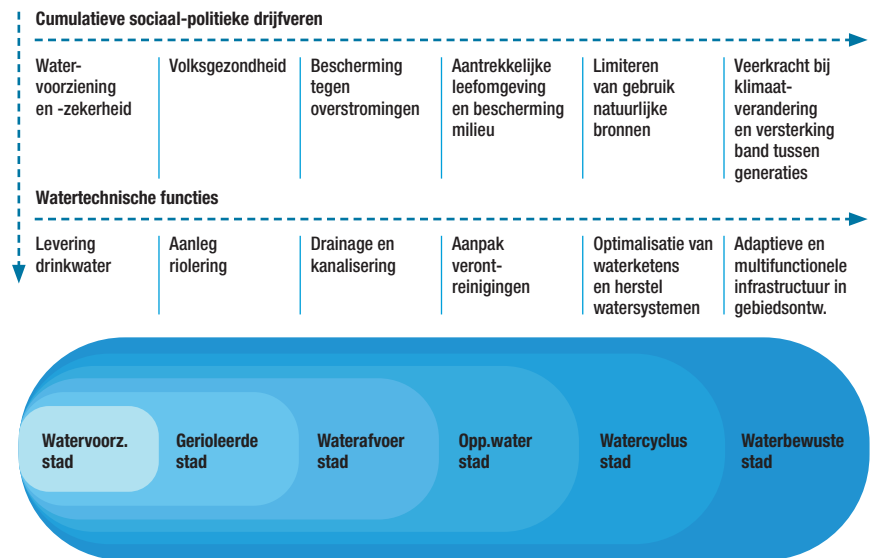 Cumulatieve sociaal-politieke drijfveren
Water-
voorziening
en -zekerheid
Volksgezondheid
Bescherming
tegen
overstromingen
Aantrekkelijke
leefomgeving
en bescherming
milieu
Limiteren
van gebruik
natuurlijke
bronnen
Veerkracht bij
klimaat-
verandering
en versterking
band tussen
generaties
Watertechnische functies
Levering
drinkwater
Aanleg
riolering
Drainage en
kanalisering
Aanpak
veront-
reinigingen
Optimalisatie van
waterketens
en herstel
watersystemen
Adaptieve en
multifunctionele
infrastructuur in
gebiedsontw.
Watervoorz.
stad
Gerioleerde
stad
Waterafvoer
stad
Opp.water
stad
Watercyclus
stad
Waterbewuste
stad